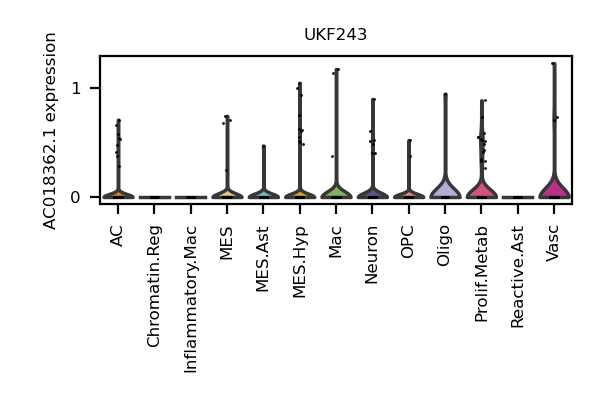 UKF243
AC018362.1 expression
1
0
AC
Chromatin.Reg
Inflammatory.Mac
MES
MES.Ast
MES.Hyp
Mac
Neuron
OPC
Oligo
Prolif.Metab
Reactive.Ast
Vasc